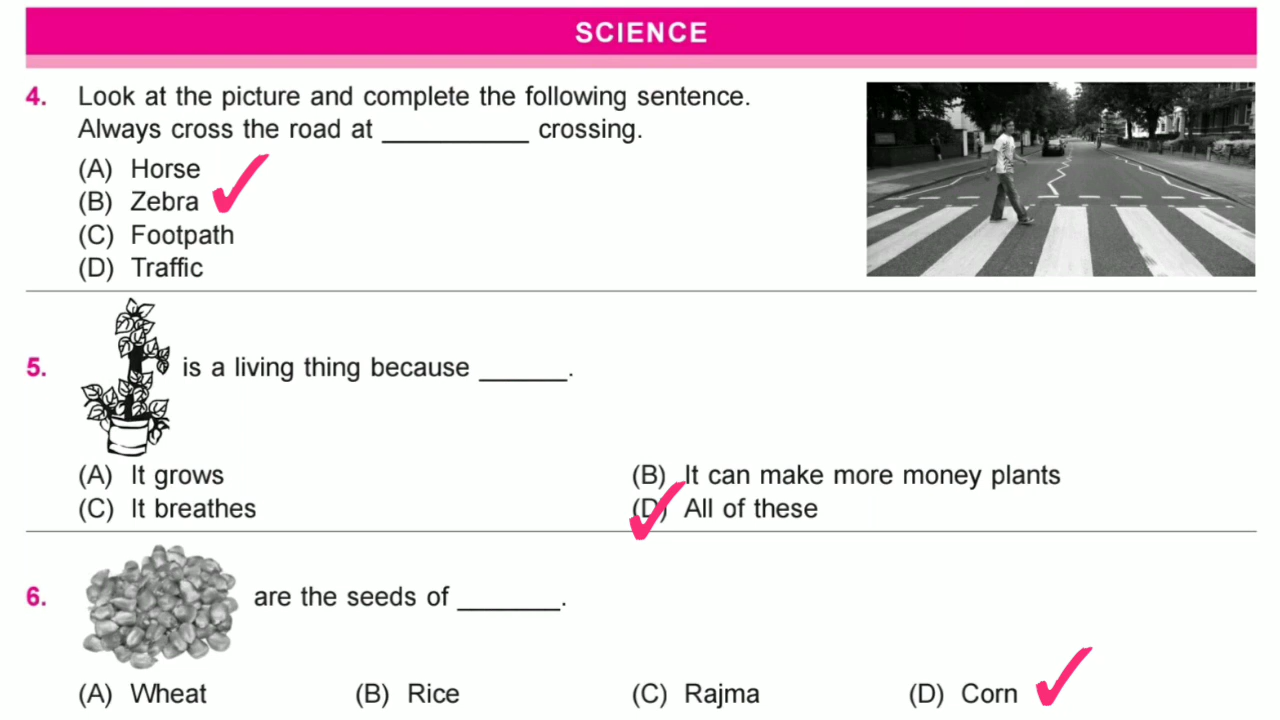 SCIENCE
4. Look at the picture and complete the following sentence.
Always cross the road at __________ crossing.
(A) Horse
(B) Zebra
(C) Footpath
(D) Traffic
5. is a living thing because ______.
(A) It grows (B) It can make more money plants
(C) It breathes (D) All of these
6. are the seeds of _______.
(A) Wheat (B) Rice (C) Rajma (D) Corn